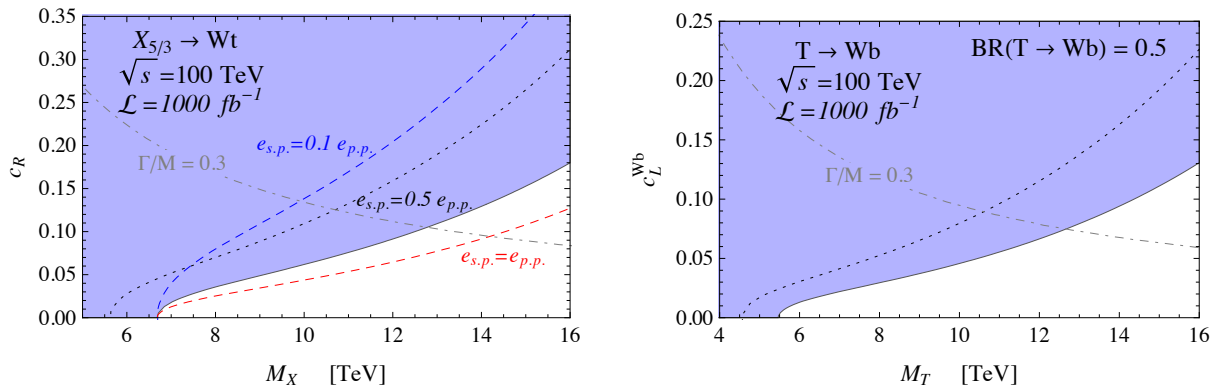 X5/3 → Wt
√s =100 TeV
ℒ =1000 fb⁻¹
e_s.p.=0.1 e_p.p.
Γ/M = 0.3
e_s.p.=0.5 e_p.p.
e_s.p.=e_p.p.
c_R
0.35
0.30
0.25
0.20
0.15
0.10
0.05
0.00
6 8 10 12 14 16
M_X [TeV]
T → Wb
BR(T → Wb) = 0.5
√s =100 TeV
ℒ =1000 fb⁻¹
Γ/M = 0.3
c_L^Wb
0.25
0.20
0.15
0.10
0.05
0.00
4 6 8 10 12 14 16
M_T [TeV]